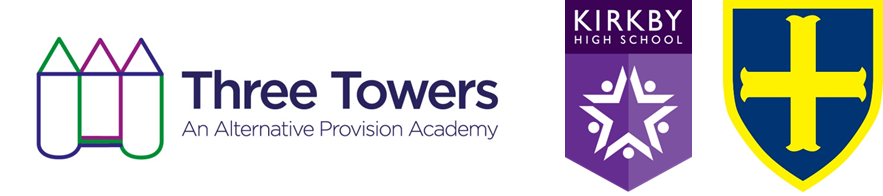 Three Towers
An Alternative Provision Academy
KIRKBY
HIGH SCHOOL